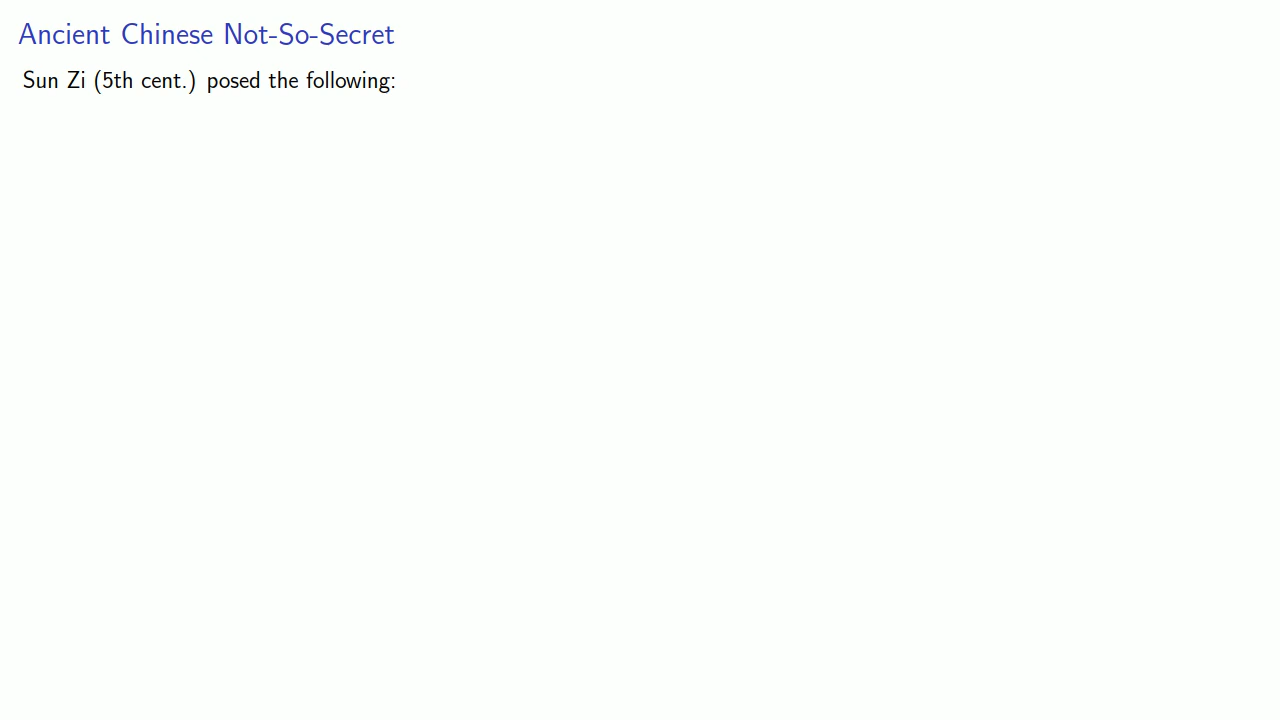 Ancient Chinese Not-So-Secret
Sun Zi (5th cent.) posed the following: